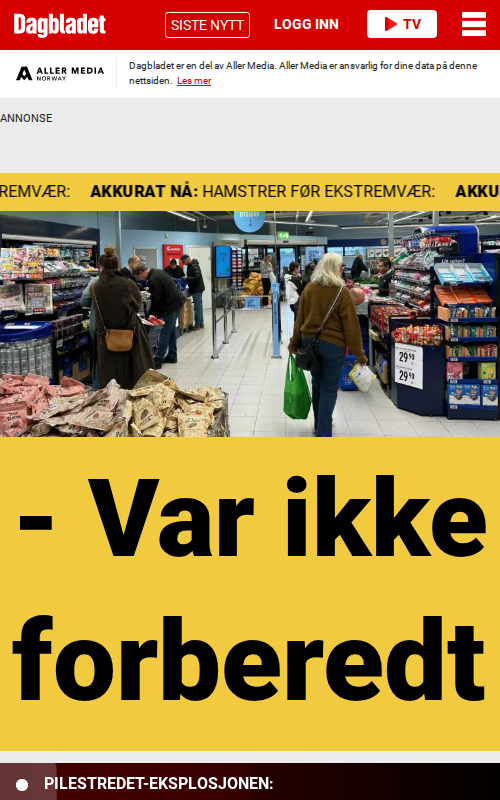 Dagbladet SISTE NYTT LOGG INN TV
ALLER MEDIA
NORWAY
Dagbladet er en del av Aller Media. Aller Media er ansvarlig for dine data på denne
nettsiden. Les mer
ANNONSE
REMVÆR: AKKURAT NÅ: HAMSTRER FØR EKSTREMVÆR: AKKU
29 90
29 90
- Var ikke
forberedt
PILESTREDET-EKSPLOSJONEN: